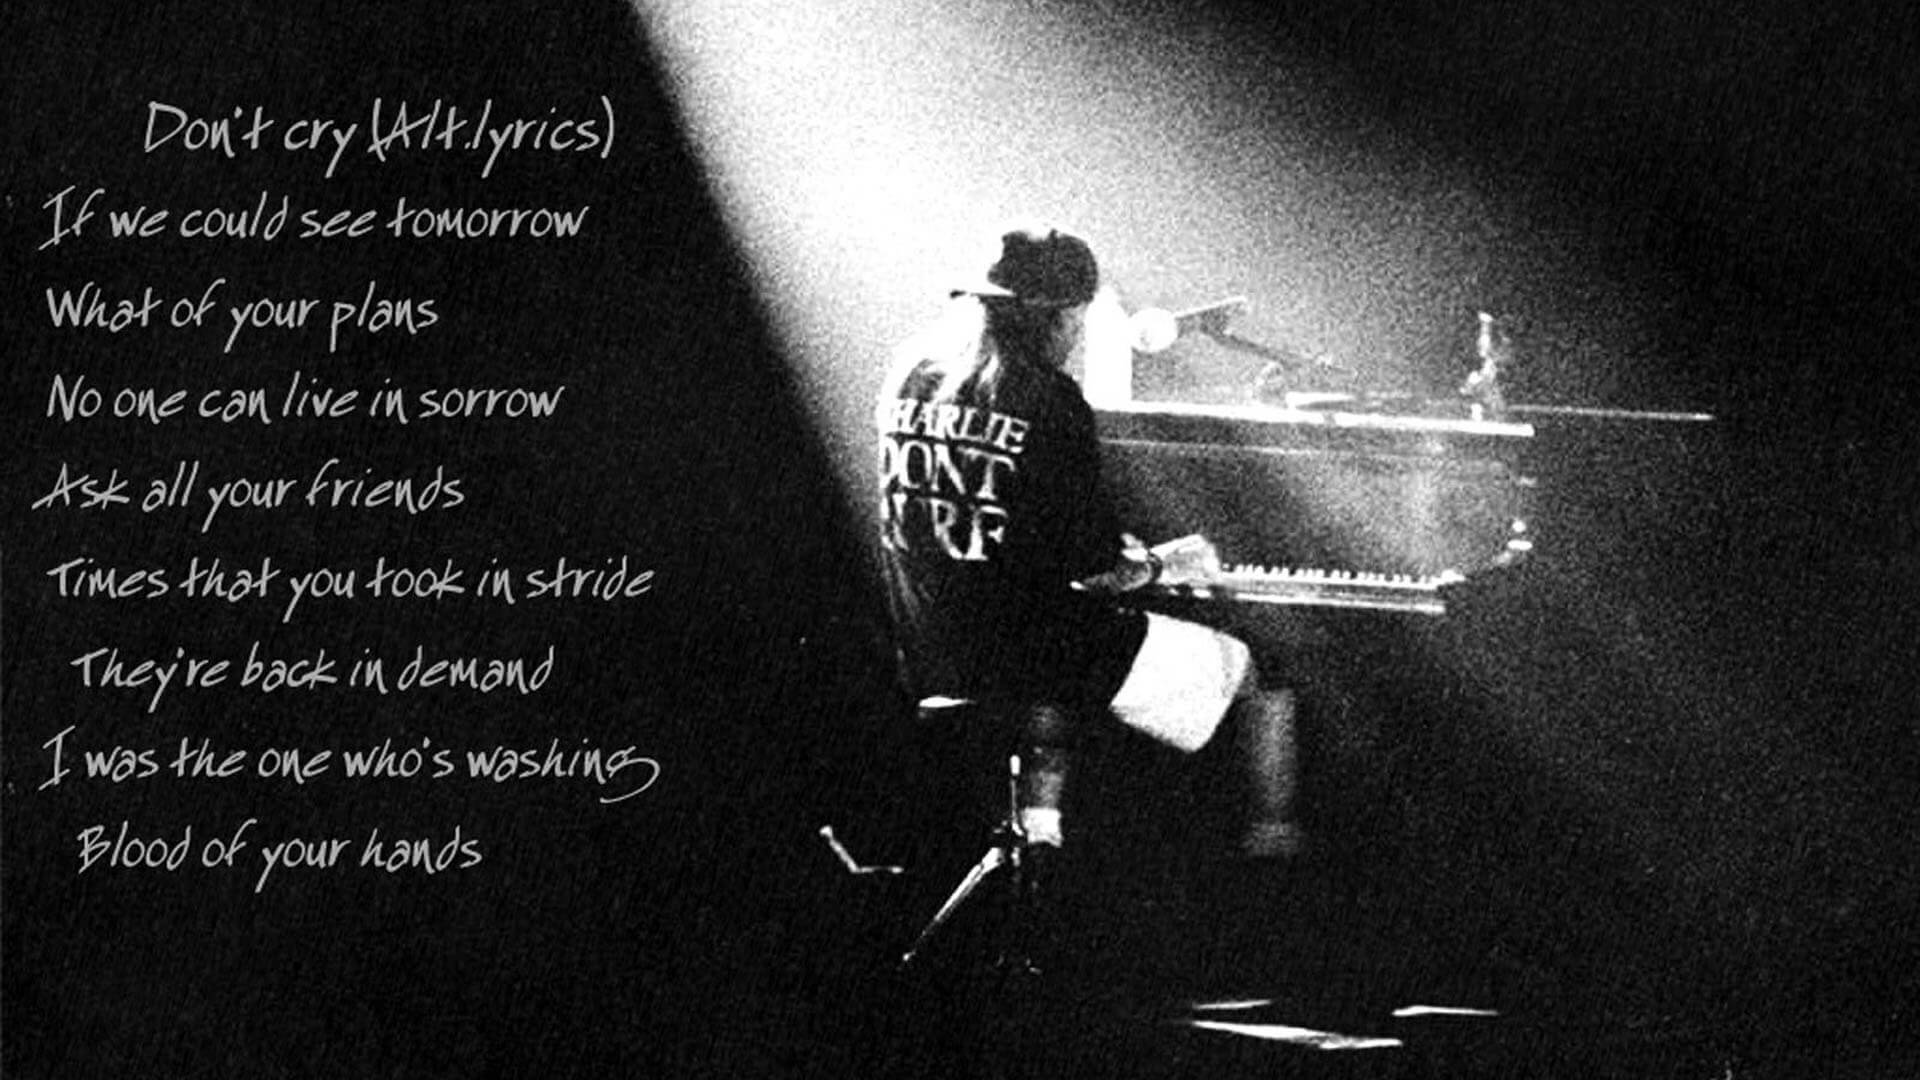 Don't cry (Alt.lyrics)
If we could see tomorrow
What of your plans
No one can live in sorrow
Ask all your friends
Times that you took in stride
They're back in demand
I was the one who's washing
Blood of your hands
HARLIE
DONT
URF